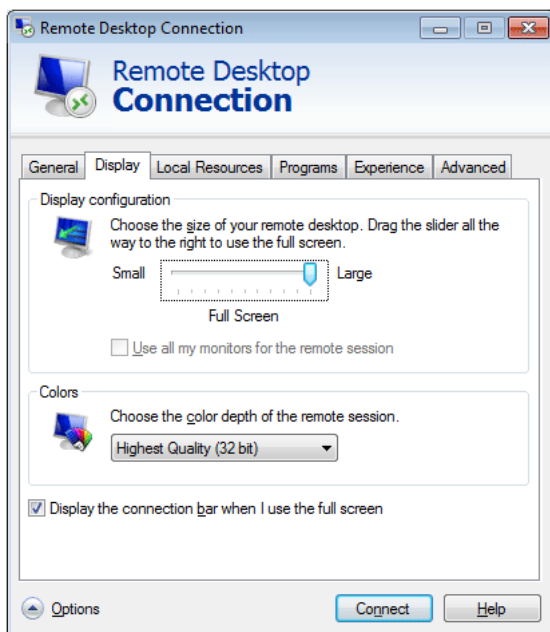 Remote Desktop Connection
Remote Desktop
Connection
General Display Local Resources Programs Experience Advanced
Display configuration
Choose the size of your remote desktop. Drag the slider all the
way to the right to use the full screen.
Small Large
Full Screen
Use all my monitors for the remote session
Colors
Choose the color depth of the remote session.
Highest Quality (32 bit)
Display the connection bar when I use the full screen
Options Connect Help